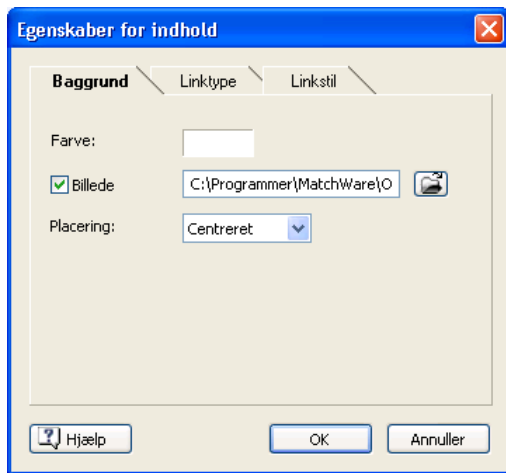 Egenskaber for indhold
Baggrund Linktype Linkstil
Farve:
Billede C:\Programmer\MatchWare\O
Placering: Centreret
Hjælp OK Annuller